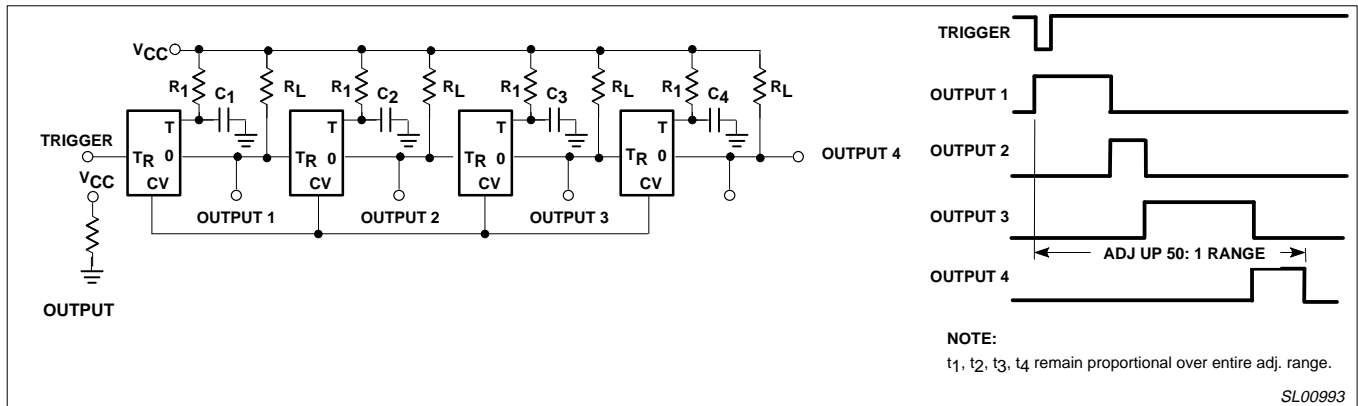 VCC
R1
C1
RL
R1
C2
RL
R1
C3
RL
R1
C4
RL
TRIGGER
T
TR 0
CV
T
TR 0
CV
T
TR 0
CV
T
TR 0
CV
OUTPUT 4
VCC
OUTPUT 1
OUTPUT 2
OUTPUT 3
OUTPUT
TRIGGER
OUTPUT 1
OUTPUT 2
OUTPUT 3
ADJ UP 50: 1 RANGE
OUTPUT 4
NOTE:
t1, t2, t3, t4 remain proportional over entire adj. range.
SL00993